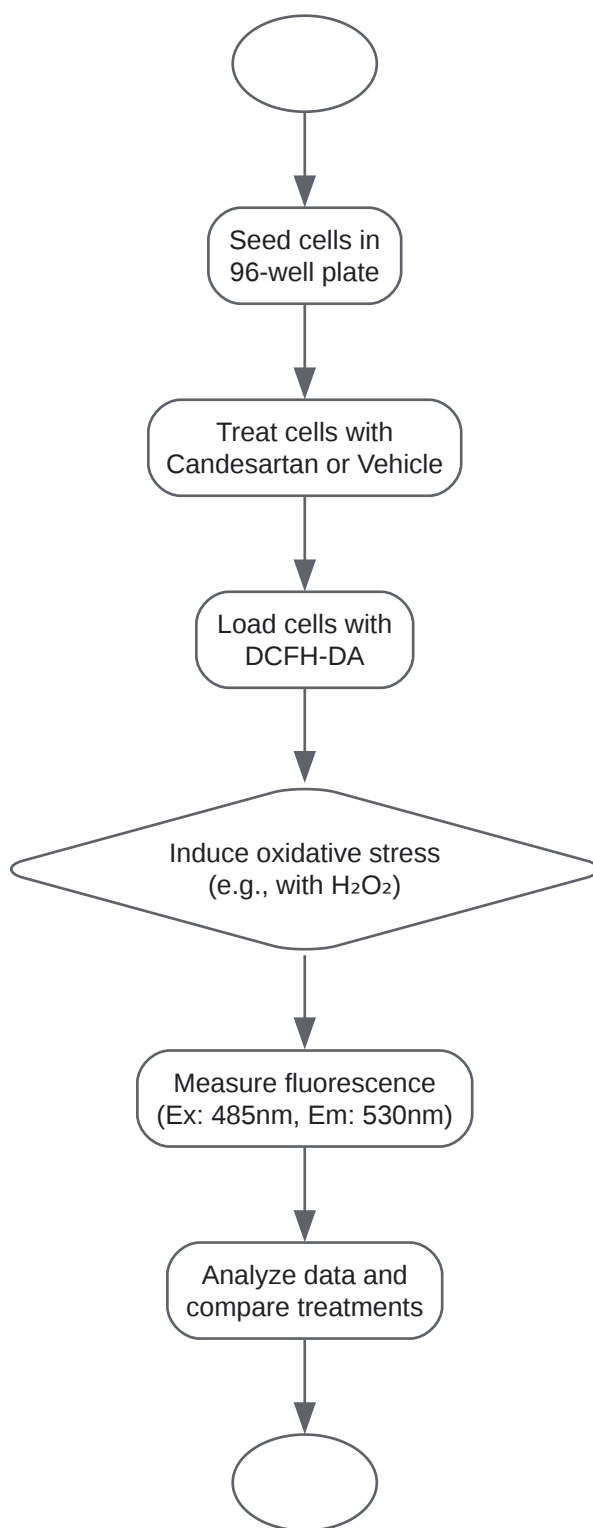 Seed cells in
96-well plate
Treat cells with
Candesartan or Vehicle
Load cells with
DCFH-DA
Induce oxidative stress
(e.g., with H₂O₂)
Measure fluorescence
(Ex: 485nm, Em: 530nm)
Analyze data and
compare treatments